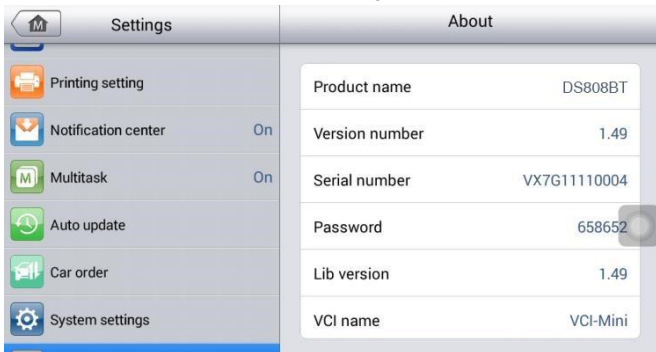 Settings
Printing setting
Notification center On
Multitask On
Auto update
Car order
System settings
About
Product name DS808BT
Version number 1.49
Serial number VX7G11110004
Password 658652
Lib version 1.49
VCI name VCI-Mini